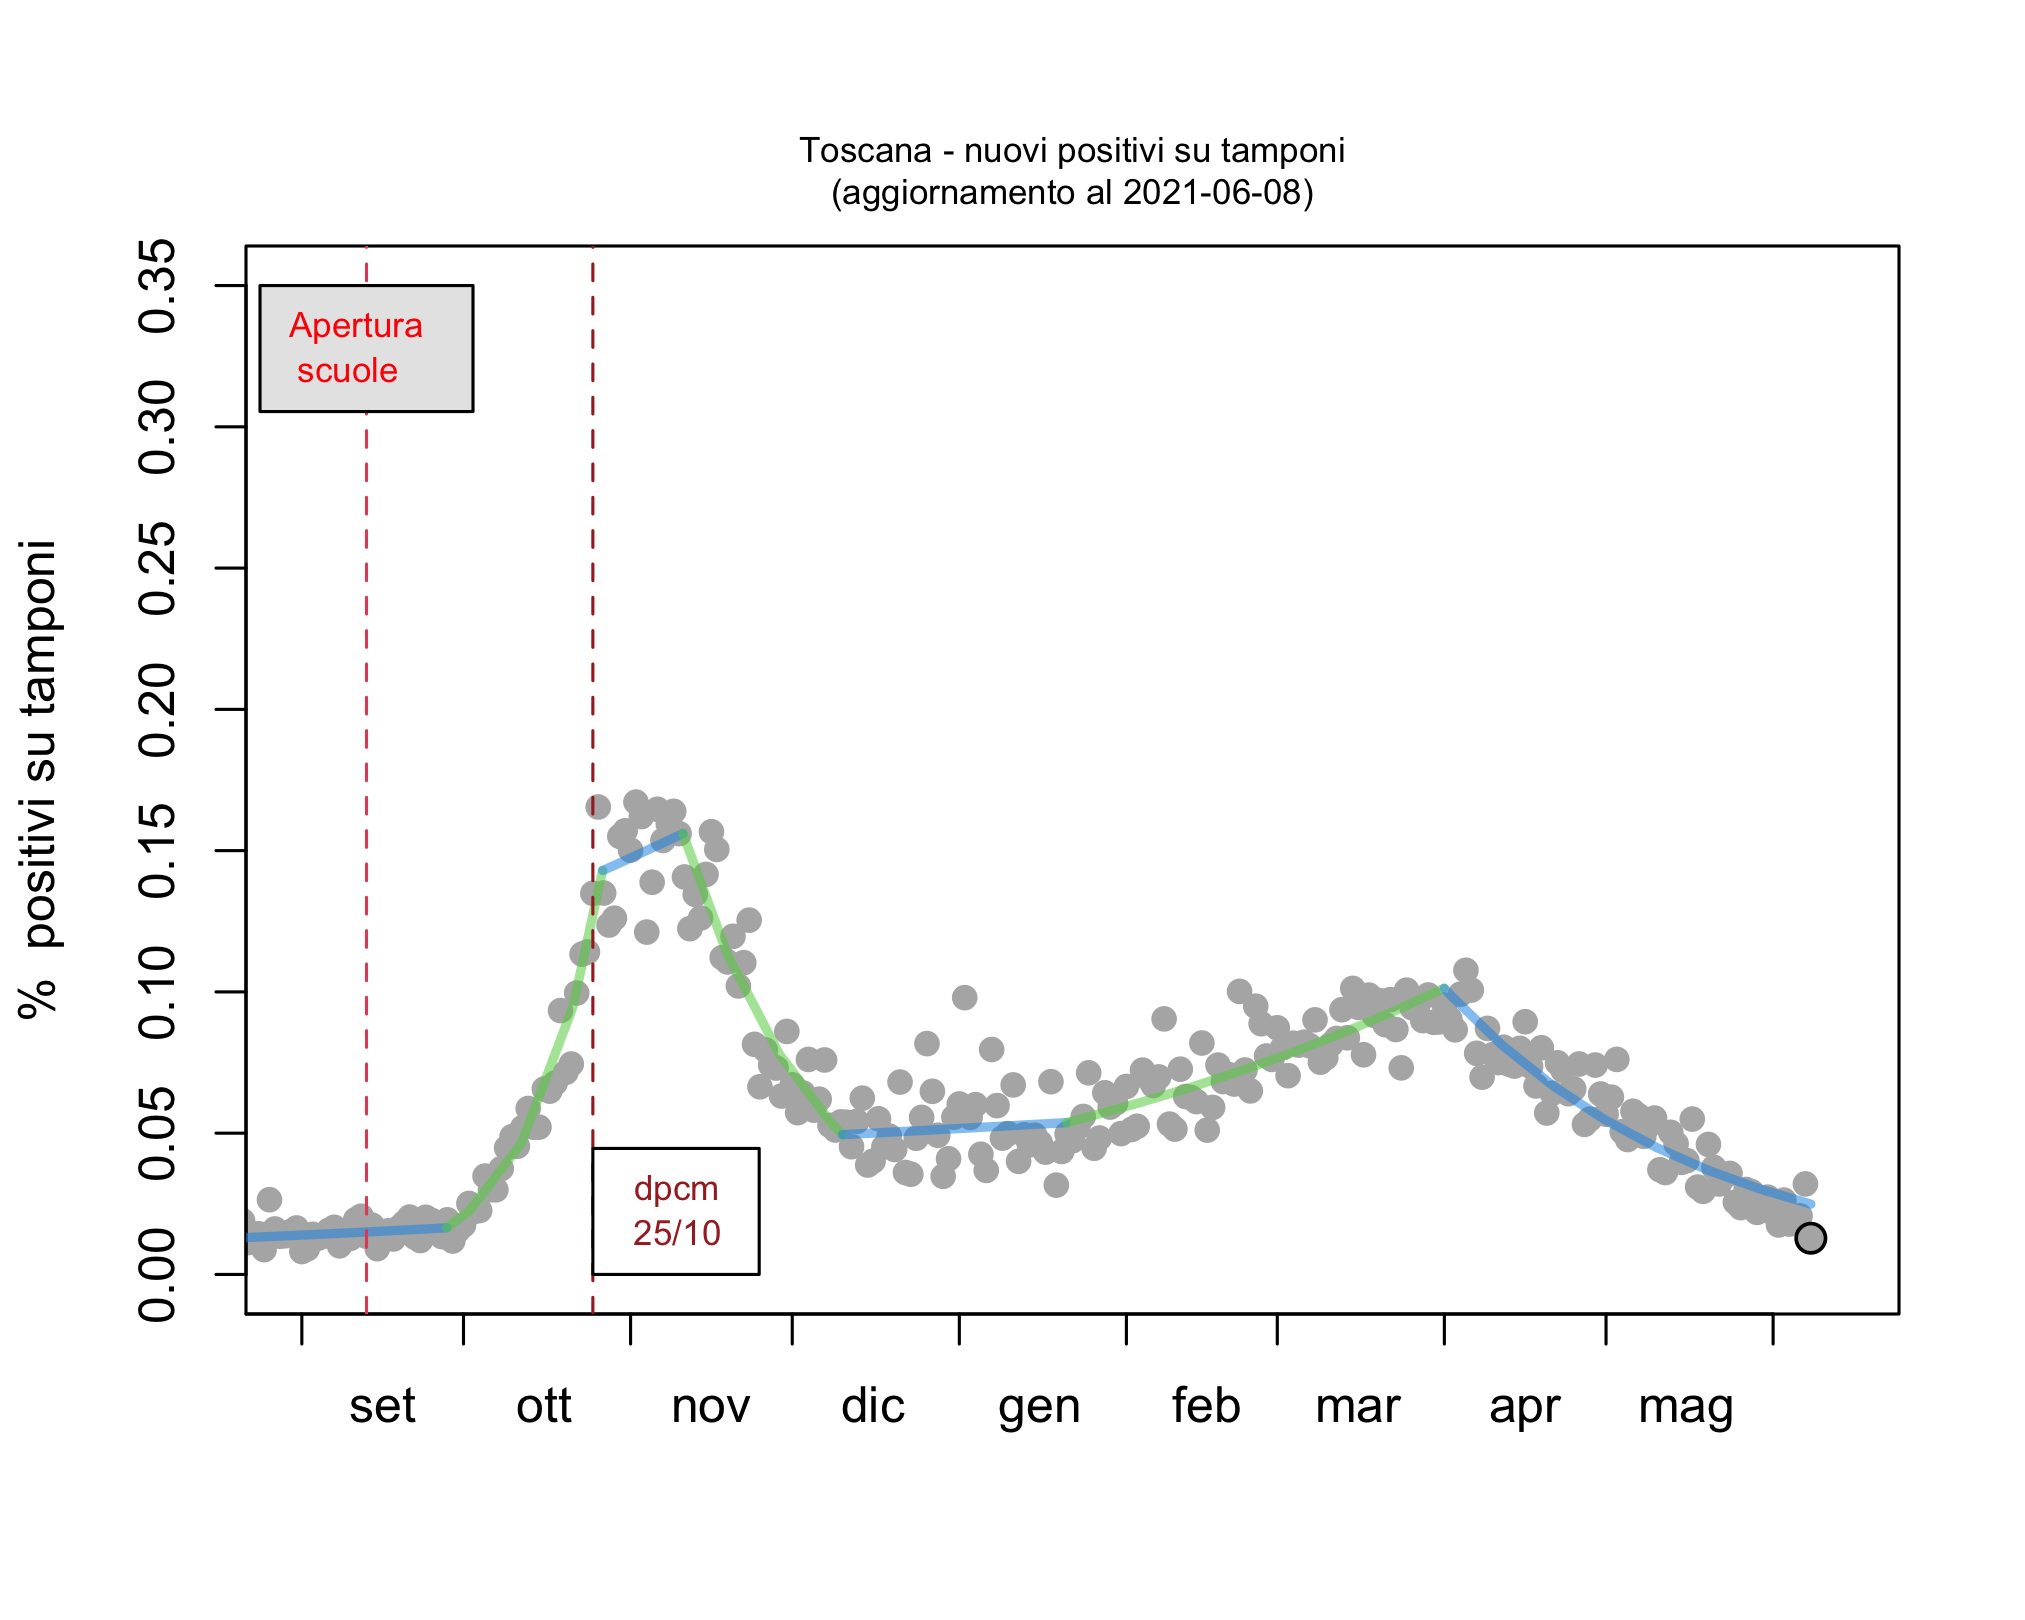 Toscana - nuovi positivi su tamponi
(aggiornamento al 2021-06-08)
% positivi su tamponi
0.35
0.30
0.25
0.20
0.15
0.10
0.05
0.00
Apertura
scuole
dpcm
25/10
set ott nov dic gen feb mar apr mag